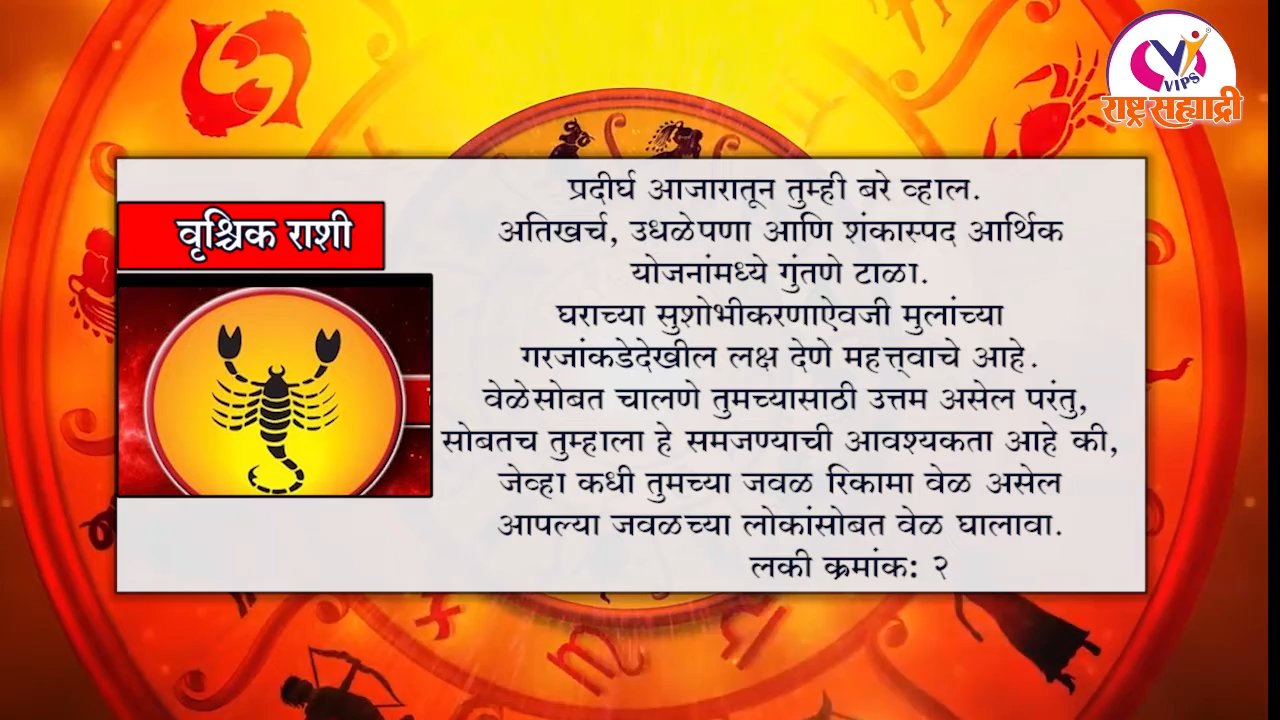 VIPS
राष्ट्रसह्याद्री
वृश्चिक राशी
प्रदीर्घ आजारातून तुम्ही बरे व्हाल.
अतिखर्च, उधळेपणा आणि शंकास्पद आर्थिक
योजनांमध्ये गुंतणे टाळा.
घराच्या सुशोभीकरणाऐवजी मुलांच्या
गरजांकडेदेखील लक्ष देणे महत्त्वाचे आहे.
वेळेसोबत चालणे तुमच्यासाठी उत्तम असेल परंतु,
सोबतच तुम्हाला हे समजण्याची आवश्यकता आहे की,
जेव्हा कधी तुमच्या जवळ रिकामा वेळ असेल
आपल्या जवळच्या लोकांसोबत वेळ घालावा.
लकी क्रमांक: २